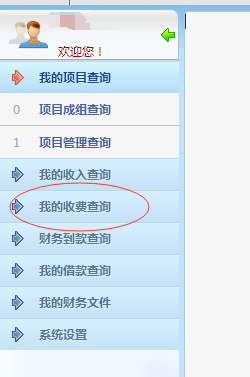 欢迎您！
我的项目查询
0 项目成组查询
1 项目管理查询
我的收入查询
我的收费查询
财务到款查询
我的借款查询
我的财务文件
系统设置